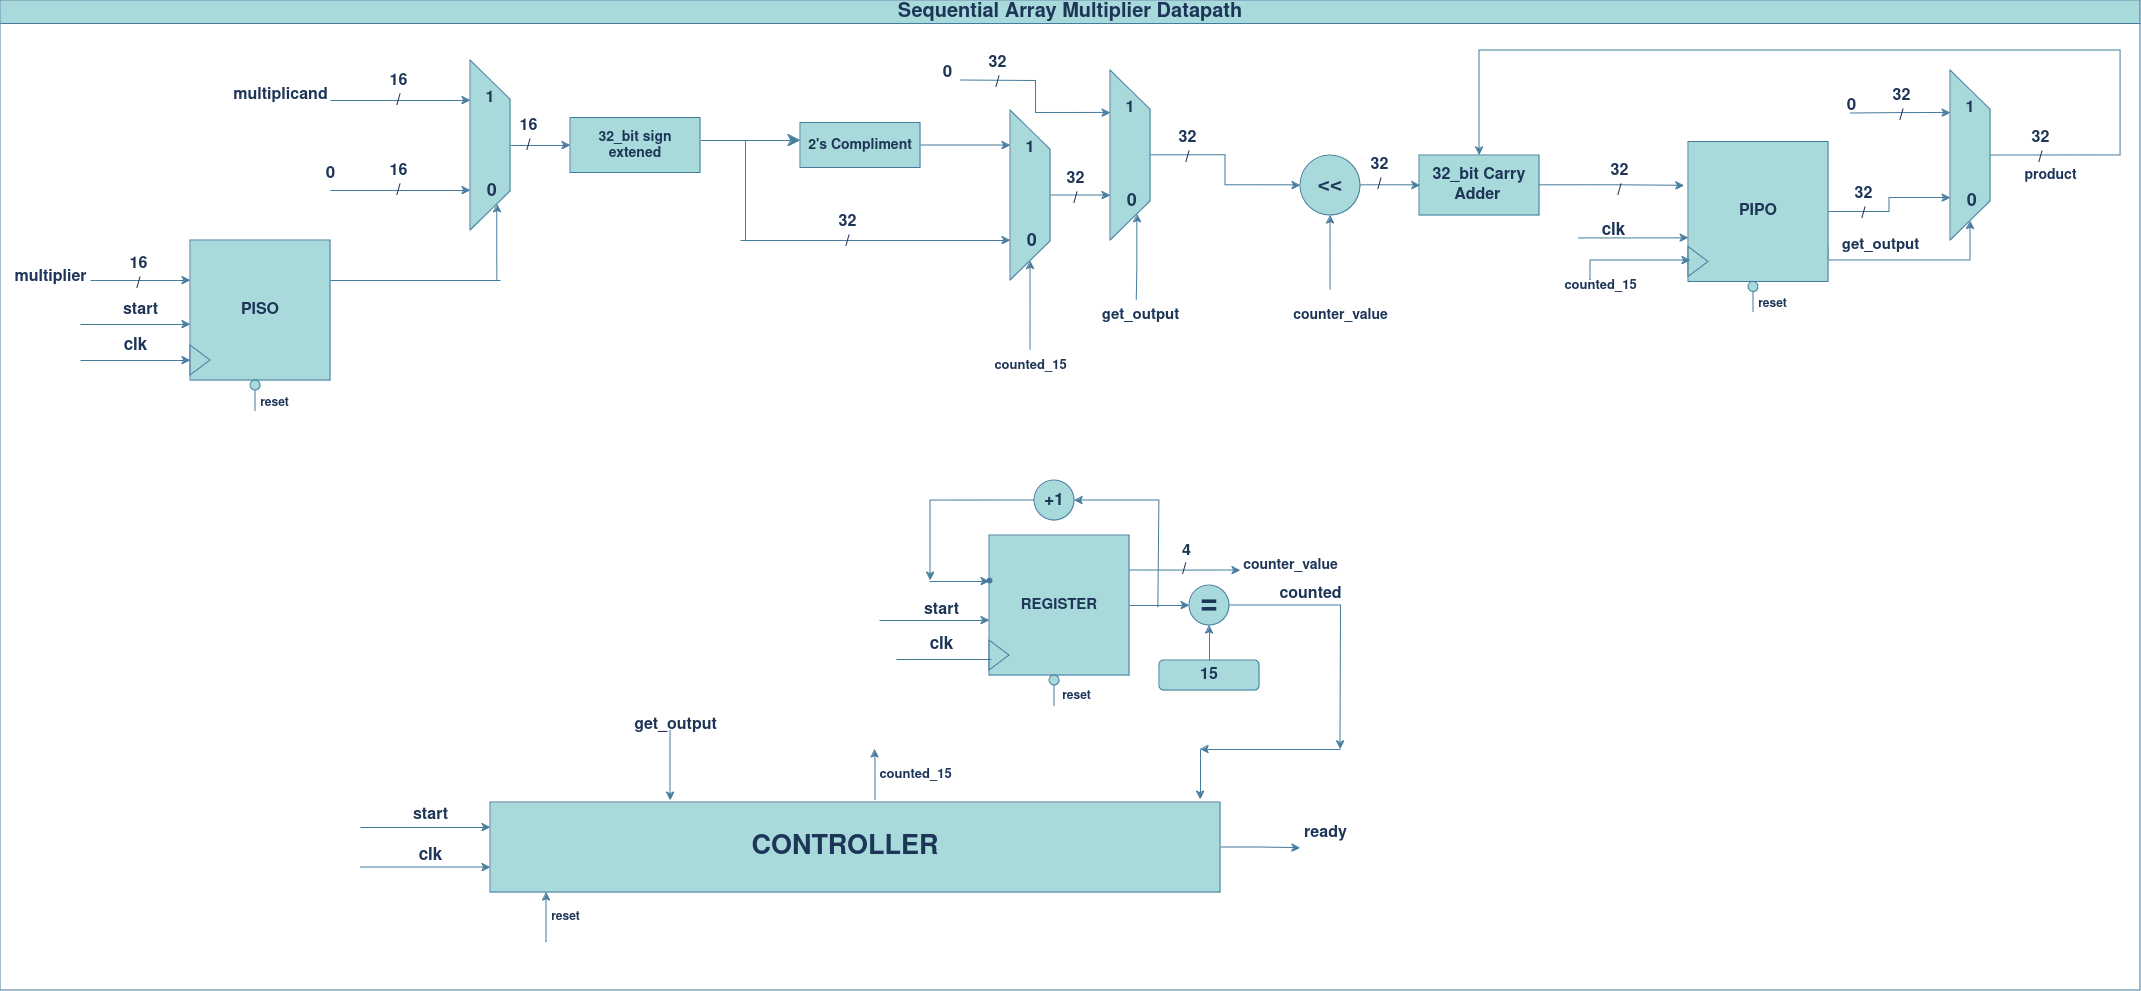 Sequential Array Multiplier Datapath
multiplicand
16
1
0
16
0
16
32_bit sign
extened
2's Compliment
32
0
32
1
0
32
1
0
32
get_output
counted_15
<<
counter_value
32
32_bit Carry
Adder
32
PIPO
clk
counted_15
reset
32
get_output
0
32
1
0
32
product
multiplier
16
start
clk
PISO
reset
+1
REGISTER
start
clk
reset
4
counter_value
=
counted
15
get_output
counted_15
start
clk
CONTROLLER
ready
reset